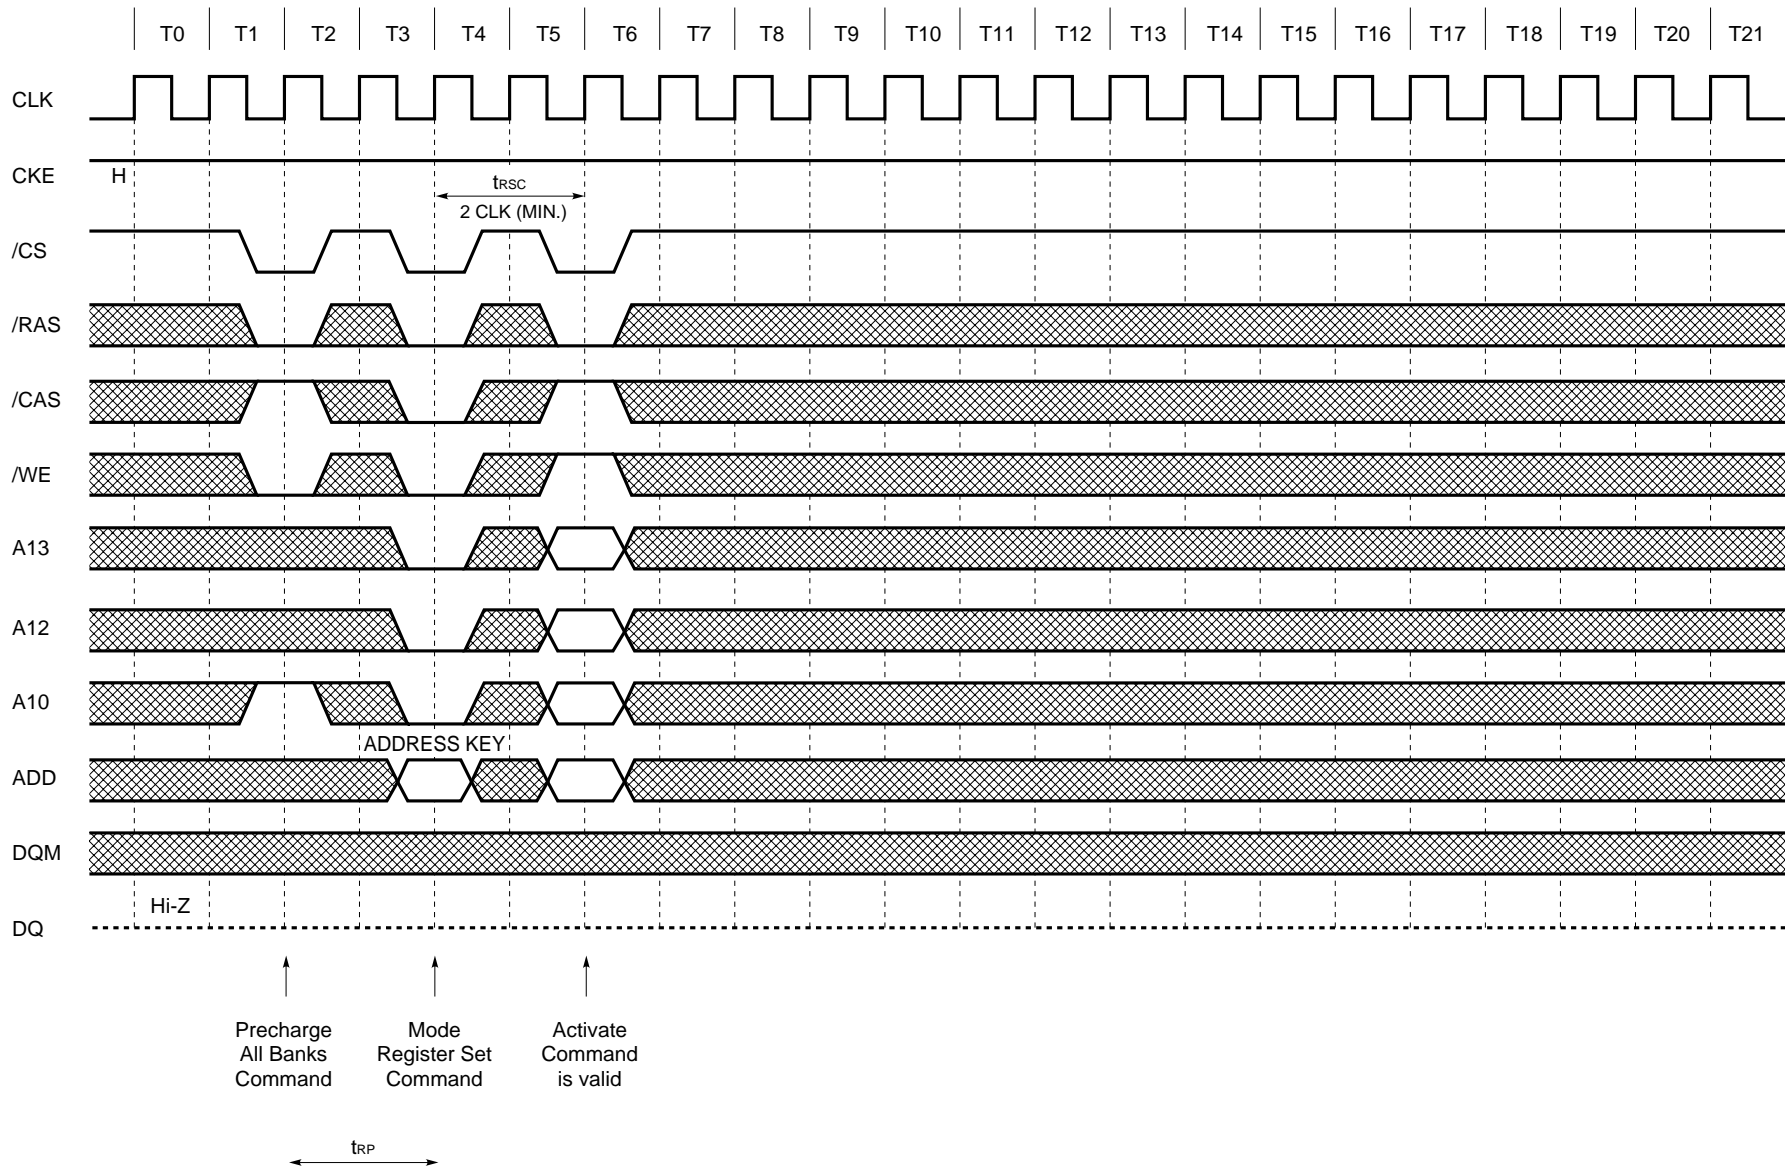 T0 T1 T2 T3 T4 T5 T6 T7 T8 T9 T10 T11 T12 T13 T14 T15 T16 T17 T18 T19 T20 T21
CLK
CKE H
tRSC
2 CLK (MIN.)
/CS
/RAS
/CAS
/WE
A13
A12
A10
ADDRESS KEY
ADD
DQM
Hi-Z
DQ
Precharge
All Banks
Command
Mode
Register Set
Command
Activate
Command
is valid
tRP